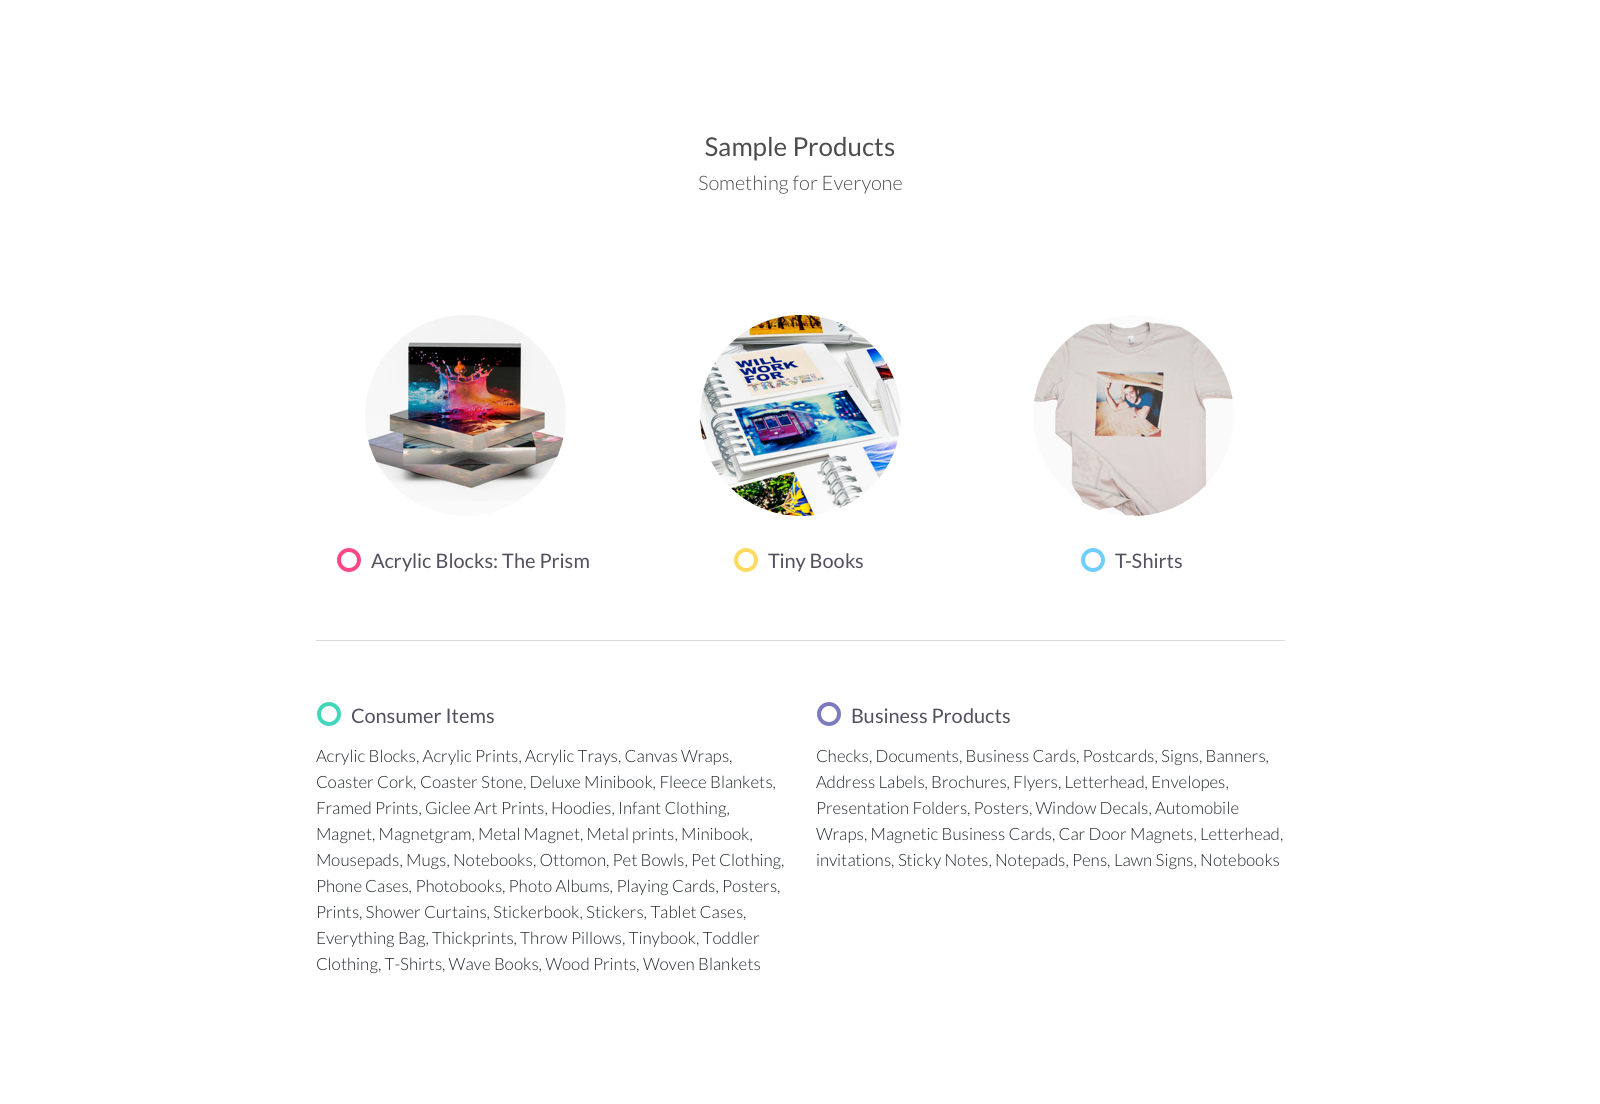 Sample Products
Something for Everyone
WILL
WORK
FOR
TRAVEL
Acrylic Blocks: The Prism
Tiny Books
T-Shirts
Consumer Items
Acrylic Blocks, Acrylic Prints, Acrylic Trays, Canvas Wraps,
Coaster Cork, Coaster Stone, Deluxe Minibook, Fleece Blankets,
Framed Prints, Giclee Art Prints, Hoodies, Infant Clothing,
Magnet, Magnetgram, Metal Magnet, Metal prints, Minibook,
Mousepads, Mugs, Notebooks, Ottomon, Pet Bowls, Pet Clothing,
Phone Cases, Photobooks, Photo Albums, Playing Cards, Posters,
Prints, Shower Curtains, Stickerbook, Stickers, Tablet Cases,
Everything Bag, Thickprints, Throw Pillows, Tinybook, Toddler
Clothing, T-Shirts, Wave Books, Wood Prints, Woven Blankets
Business Products
Checks, Documents, Business Cards, Postcards, Signs, Banners,
Address Labels, Brochures, Flyers, Letterhead, Envelopes,
Presentation Folders, Posters, Window Decals, Automobile
Wraps, Magnetic Business Cards, Car Door Magnets, Letterhead,
invitations, Sticky Notes, Notepads, Pens, Lawn Signs, Notebooks